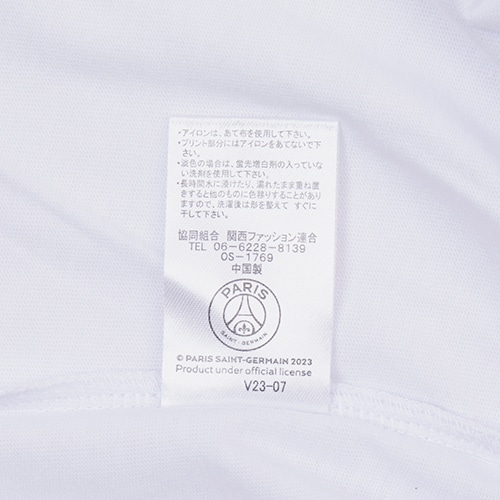 ・アイロンは、あて布を使用して下さい。
・プリント部分にはアイロンをあてないで下
さい。
・淡色の場合は、蛍光増白剤の入っていな
い洗剤を使用して下さい。
・長時間水に浸けたり、濡れたまま重ね置
きすると他のものに色移りすることがあり
ますので、洗濯後は形を整えて すぐに
干して下さい。
協同組合 関西ファッション連合
TEL 06-6228-8139
OS-1769
中国製
PARIS
SAINT-GERMAIN
© PARIS SAINT-GERMAIN 2023
Product under official license
V23-07